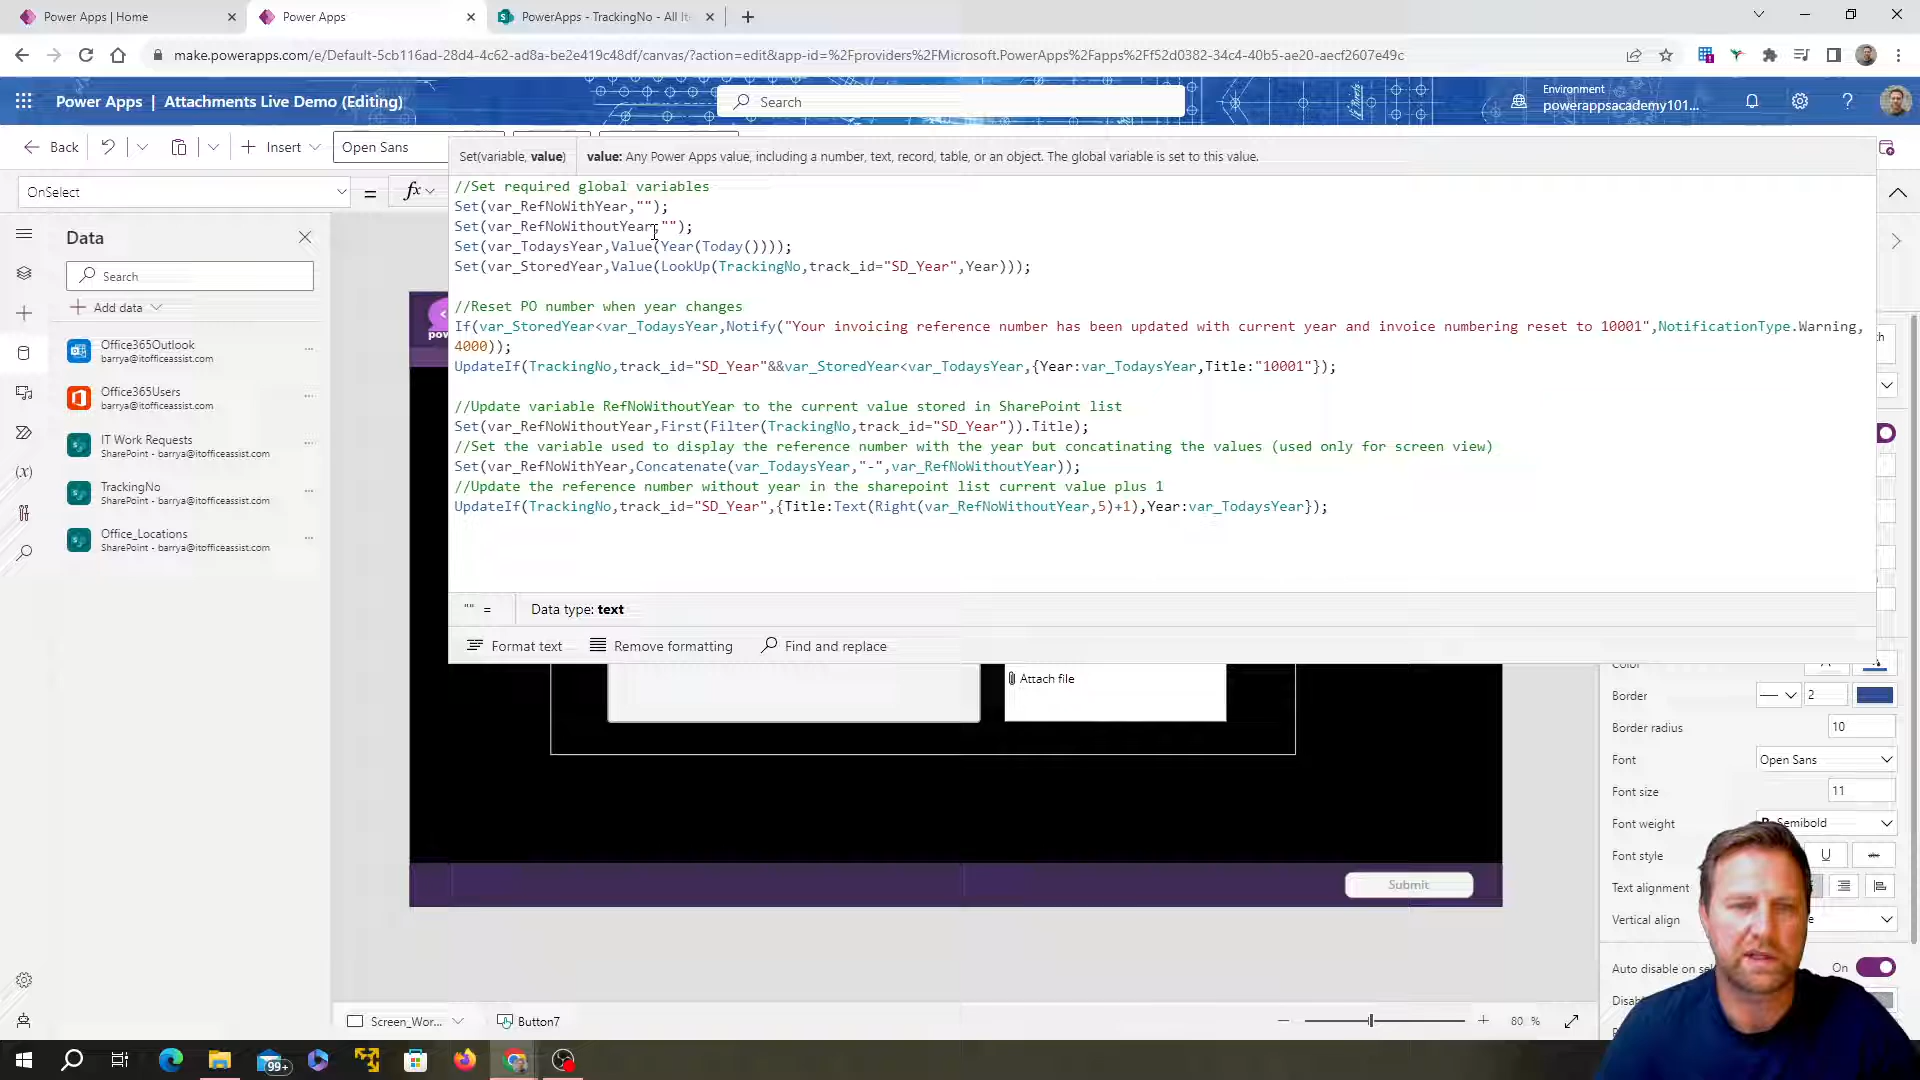 Power Apps | Home
Power Apps
PowerApps - TrackingNo - All It
make.powerapps.com/e/Default-5cb116ad-28d4-4c62-ad8a-be2e419c48df/canvas/?action=edit&app-id=%2Fproviders%2FMicrosoft.PowerApps%2Fapps%2Ff52d0382-34c4-40b5-ae20-aecf2607e49c
Power Apps | Attachments Live Demo (Editing)
Search
Environment
powerappsacademy101...
Back
Insert
Open Sans
Set(variable, value)
value: Any Power Apps value, including a number, text, record, table, or an object. The global variable is set to this value.
OnSelect
=
fx
//Set required global variables
Set(var_RefNoWithYear,"");
Set(var_RefNoWithoutYear,"");
Set(var_TodaysYear,Value(Year(Today())));
Set(var_StoredYear,Value(LookUp(TrackingNo,track_id="SD_Year",Year)));
//Reset PO number when year changes
If(var_StoredYear<var_TodaysYear,Notify("Your invoicing reference number has been updated with current year and invoice numbering reset to 10001",NotificationType.Warning,
4000));
UpdateIf(TrackingNo,track_id="SD_Year"&&var_StoredYear<var_TodaysYear,{Year:var_TodaysYear,Title:"10001"});
//Update variable RefNoWithoutYear to the current value stored in SharePoint list
Set(var_RefNoWithoutYear,First(Filter(TrackingNo,track_id="SD_Year")).Title);
//Set the variable used to display the reference number with the year but concatinating the values (used only for screen view)
Set(var_RefNoWithYear,Concatenate(var_TodaysYear,"-",var_RefNoWithoutYear));
//Update the reference number without year in the sharepoint list current value plus 1
UpdateIf(TrackingNo,track_id="SD_Year",{Title:Text(Right(var_RefNoWithoutYear,5)+1),Year:var_TodaysYear});
"" =
Data type: text
Format text
Remove formatting
Find and replace
Data
Search
Add data
Office365Outlook
barrya@itofficeassist.com
Office365Users
barrya@itofficeassist.com
IT Work Requests
SharePoint - barrya@itofficeassist.com
TrackingNo
SharePoint - barrya@itofficeassist.com
Office_Locations
SharePoint - barrya@itofficeassist.com
(x)
Attach file
Submit
Border
2
Border radius
10
Font
Open Sans
Font size
11
Font weight
Semibold
Font style
Text alignment
Vertical align
On
Screen_Wor...
Button7
80 %
99+